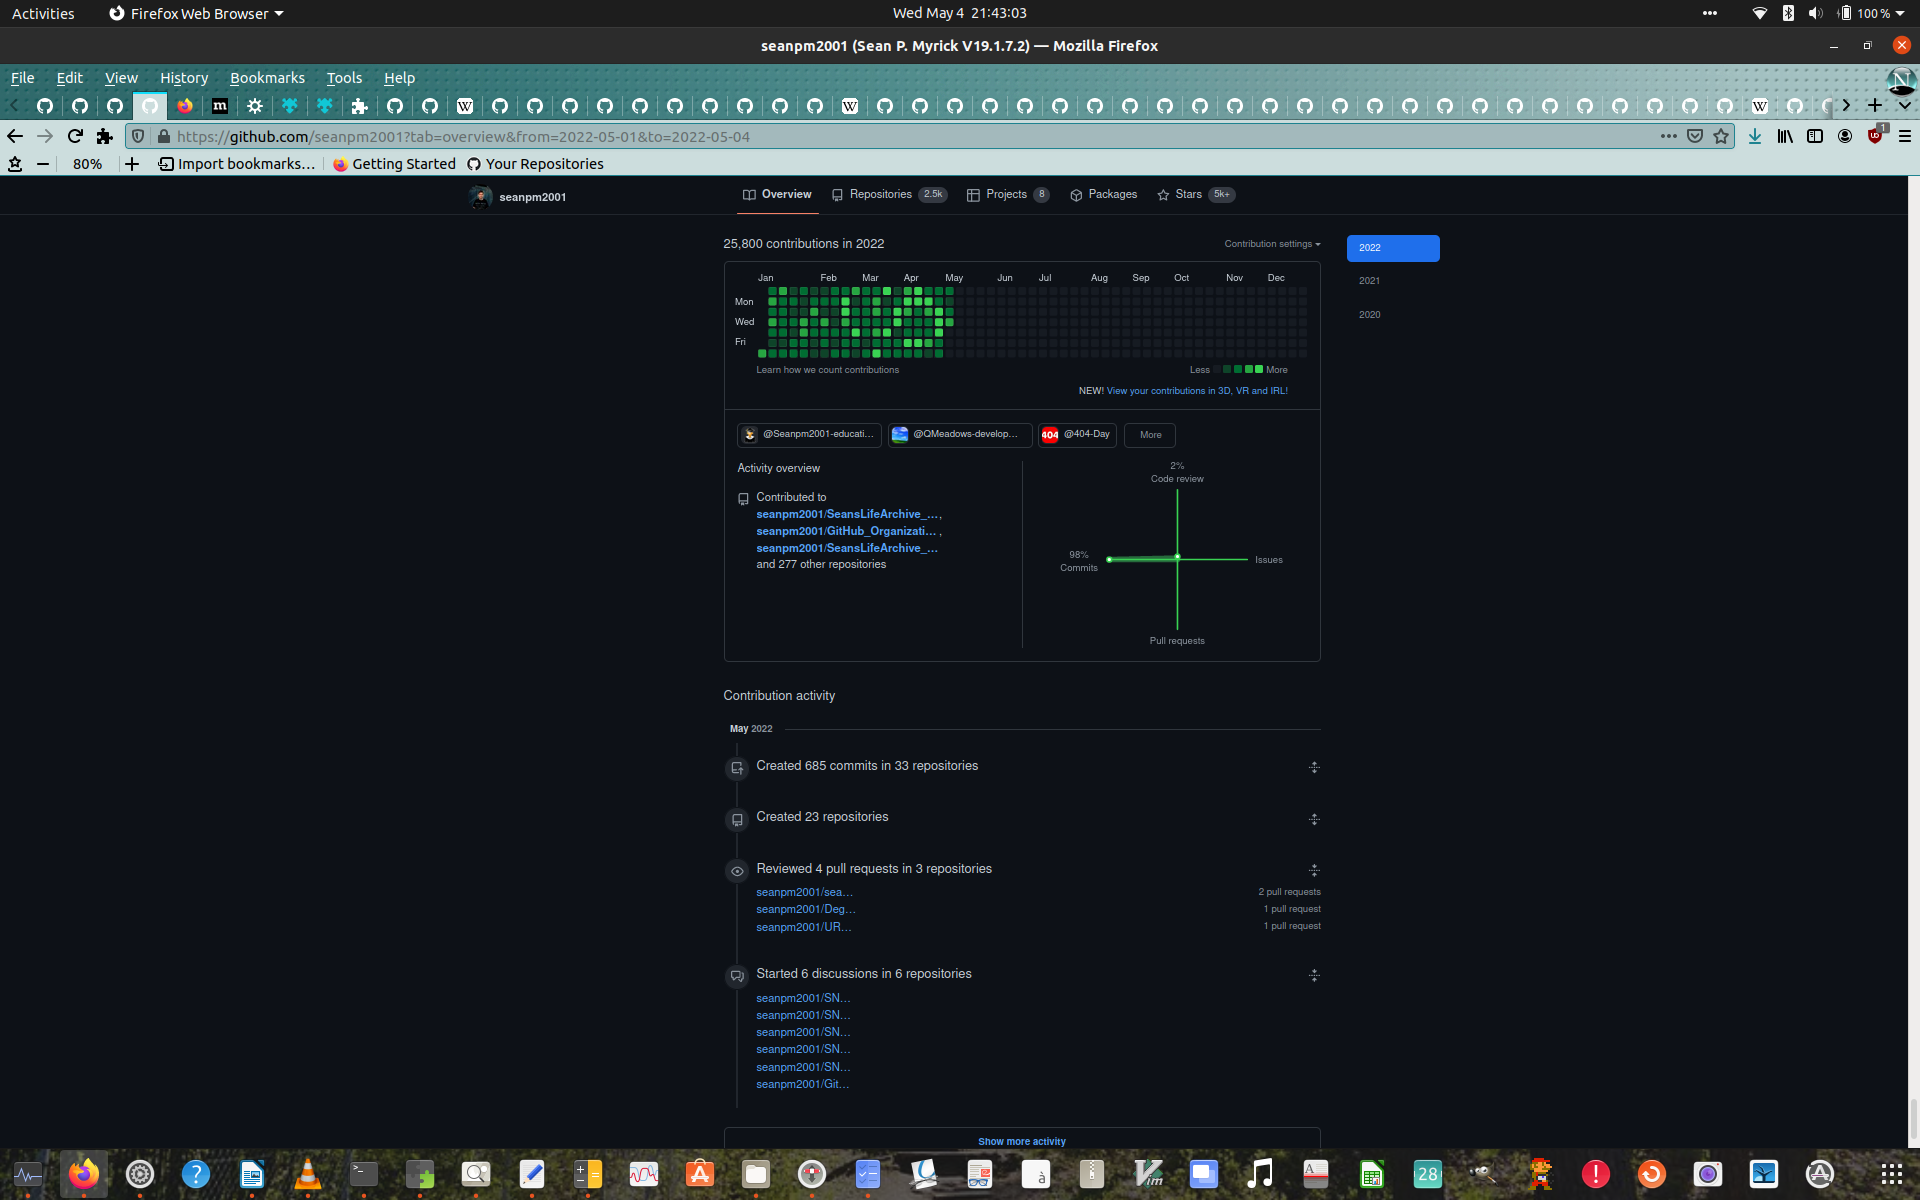 Activities
Firefox Web Browser
Wed May 4 21:43:03
100 %
seanpm2001 (Sean P. Myrick V19.1.7.2) — Mozilla Firefox
File Edit View History Bookmarks Tools Help
https://github.com/seanpm2001?tab=overview&from=2022-05-01&to=2022-05-04
1
80%
Import bookmarks…
Getting Started
Your Repositories
seanpm2001
Overview
Repositories 2.5k
Projects 8
Packages
Stars 5k+
25,800 contributions in 2022
Contribution settings
2022
2021
2020
Jan Feb Mar Apr May Jun Jul Aug Sep Oct Nov Dec
Mon
Wed
Fri
Learn how we count contributions
Less More
NEW! View your contributions in 3D, VR and IRL!
@Seanpm2001-educati…
@QMeadows-develop…
404 @404-Day
More
Activity overview
Contributed to
seanpm2001/SeansLifeArchive_…,
seanpm2001/GitHub_Organizati… ,
seanpm2001/SeansLifeArchive_…
and 277 other repositories
2%
Code review
98%
Commits
Issues
Pull requests
Contribution activity
May 2022
Created 685 commits in 33 repositories
Created 23 repositories
Reviewed 4 pull requests in 3 repositories
seanpm2001/sea… 2 pull requests
seanpm2001/Deg… 1 pull request
seanpm2001/UR… 1 pull request
Started 6 discussions in 6 repositories
seanpm2001/SN…
seanpm2001/SN…
seanpm2001/SN…
seanpm2001/SN…
seanpm2001/SN…
seanpm2001/Git…
Show more activity
28